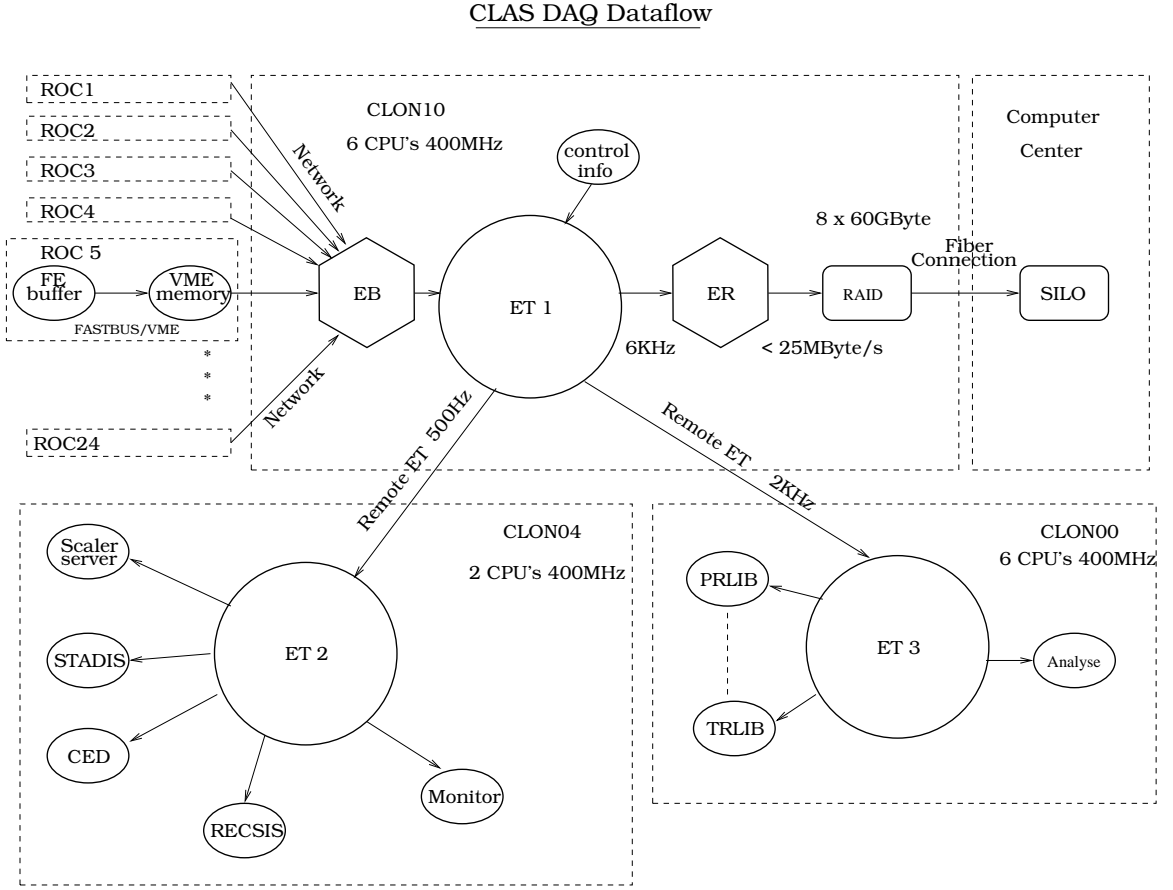 CLAS DAQ Dataflow
ROC1
ROC2
ROC3
ROC4
ROC 5
FE
buffer
VME
memory
FASTBUS/VME
*
*
*
ROC24
Network
Network
CLON10
6 CPU's 400MHz
control
info
EB
ET 1
6KHz
ER
< 25MByte/s
8 x 60GByte
RAID
Fiber
Connection
Computer
Center
SILO
Remote ET 500Hz
Remote ET 2KHz
CLON04
2 CPU's 400MHz
Scaler
server
STADIS
CED
RECSIS
Monitor
ET 2
CLON00
6 CPU's 400MHz
PRLIB
TRLIB
ET 3
Analyse